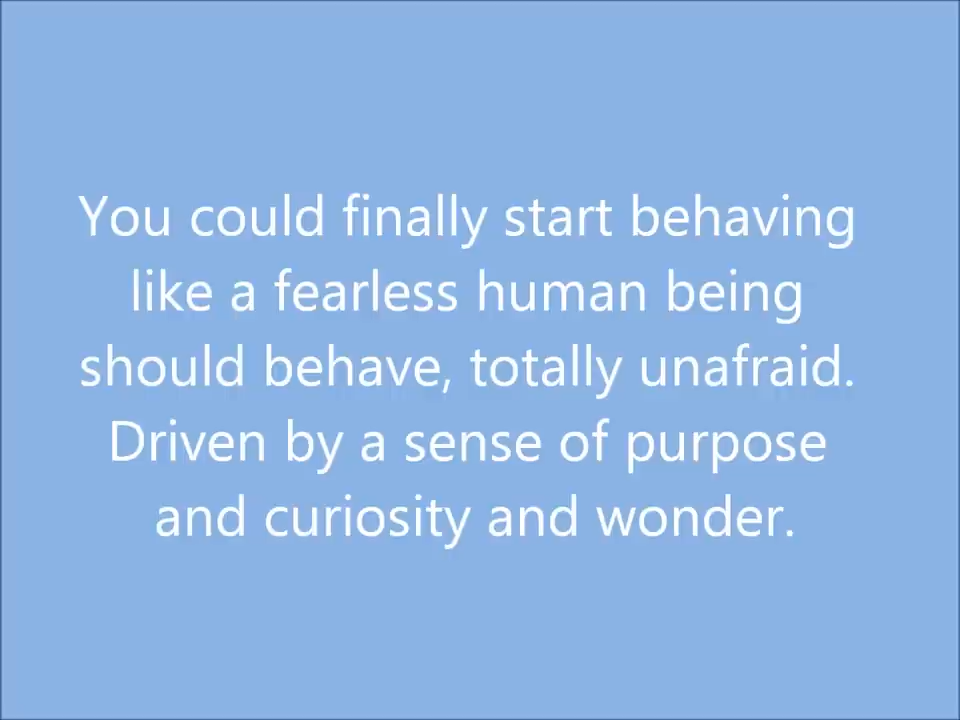 You could finally start behaving
like a fearless human being
should behave, totally unafraid.
Driven by a sense of purpose
and curiosity and wonder.